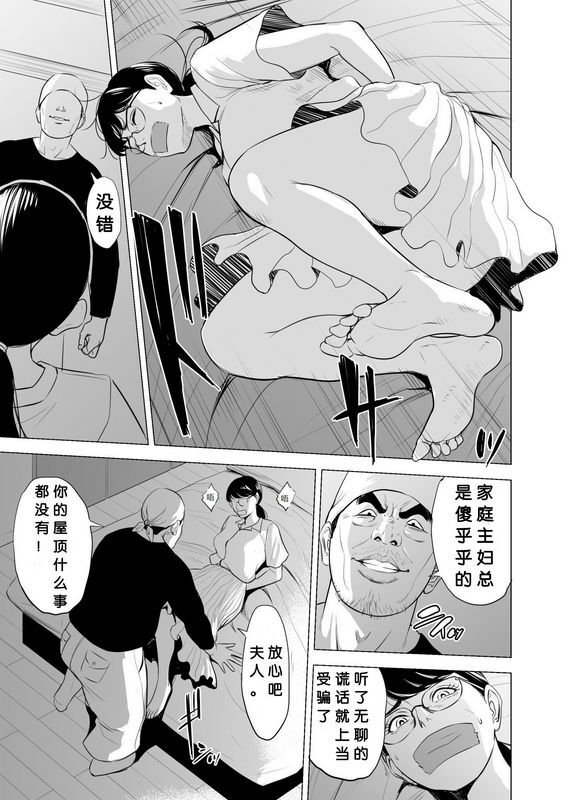 没错
家庭主妇总
是傻乎乎的
听了无聊的
谎话就上当
受骗了
唔
唔
放心吧
夫人。
你的屋顶什么事
都没有！